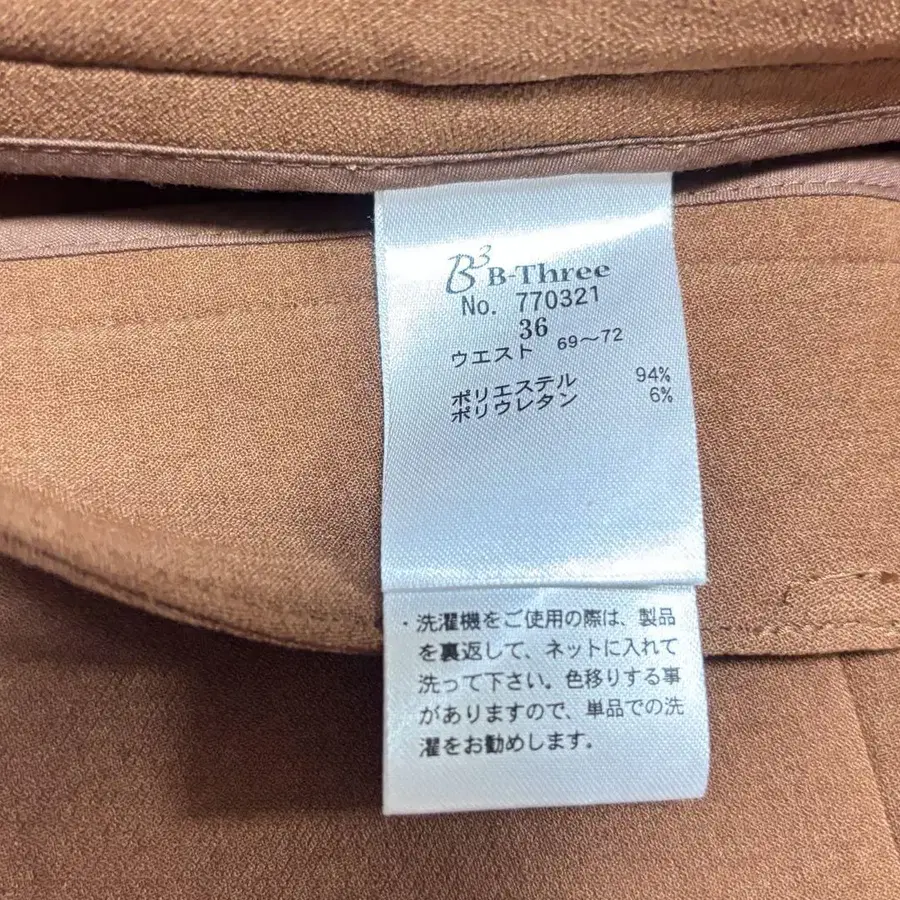 B3 B-Three
No. 770321
36
ウエスト 69〜72
ポリエステル 94%
ポリウレタン 6%
・洗濯機をご使用の際は、製品
を裏返して、ネットに入れて
洗って下さい。色移りする事
がありますので、単品での洗
濯をお勧めします。